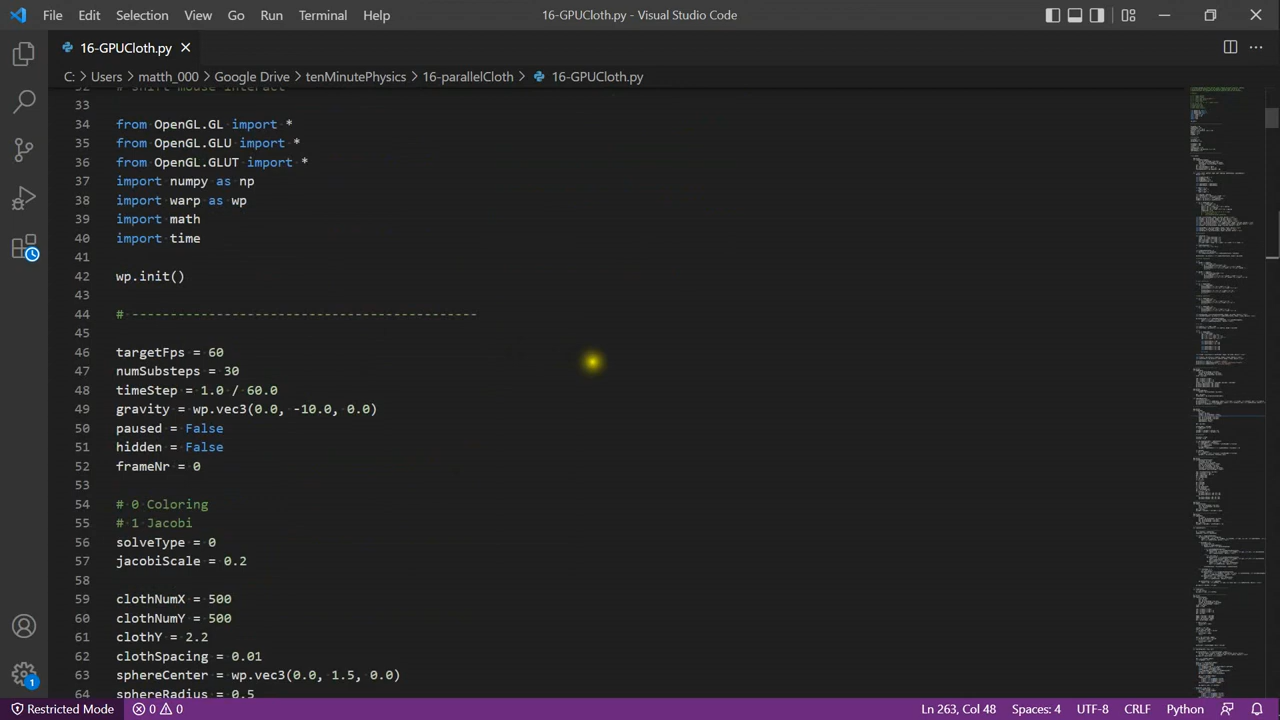 File Edit Selection View Go Run Terminal Help 16-GPUCloth.py - Visual Studio Code
16-GPUCloth.py
C: > Users > matth_000 > Google Drive > tenMinutePhysics > 16-parallelCloth > 16-GPUCloth.py
32 # shift mouse interact
33
34 from OpenGL.GL import *
35 from OpenGL.GLU import *
36 from OpenGL.GLUT import *
37 import numpy as np
38 import warp as wp
39 import math
40 import time
41
42 wp.init()
43
44 # ---------------------------------------------
45
46 targetFps = 60
47 numSubsteps = 30
48 timeStep = 1.0 / 60.0
49 gravity = wp.vec3(0.0, -10.0, 0.0)
50 paused = False
51 hidden = False
52 frameNr = 0
53
54 # 0 Coloring
55 # 1 Jacobi
56 solveType = 0
57 jacobiScale = 0.2
58
59 clothNumX = 500
60 clothNumY = 500
61 clothY = 2.2
62 clothSpacing = 0.01
63 sphereCenter = wp.vec3(0.0, 1.5, 0.0)
64 sphereRadius = 0.5
1
Restricted Mode 0 0 Ln 263, Col 48 Spaces: 4 UTF-8 CRLF Python